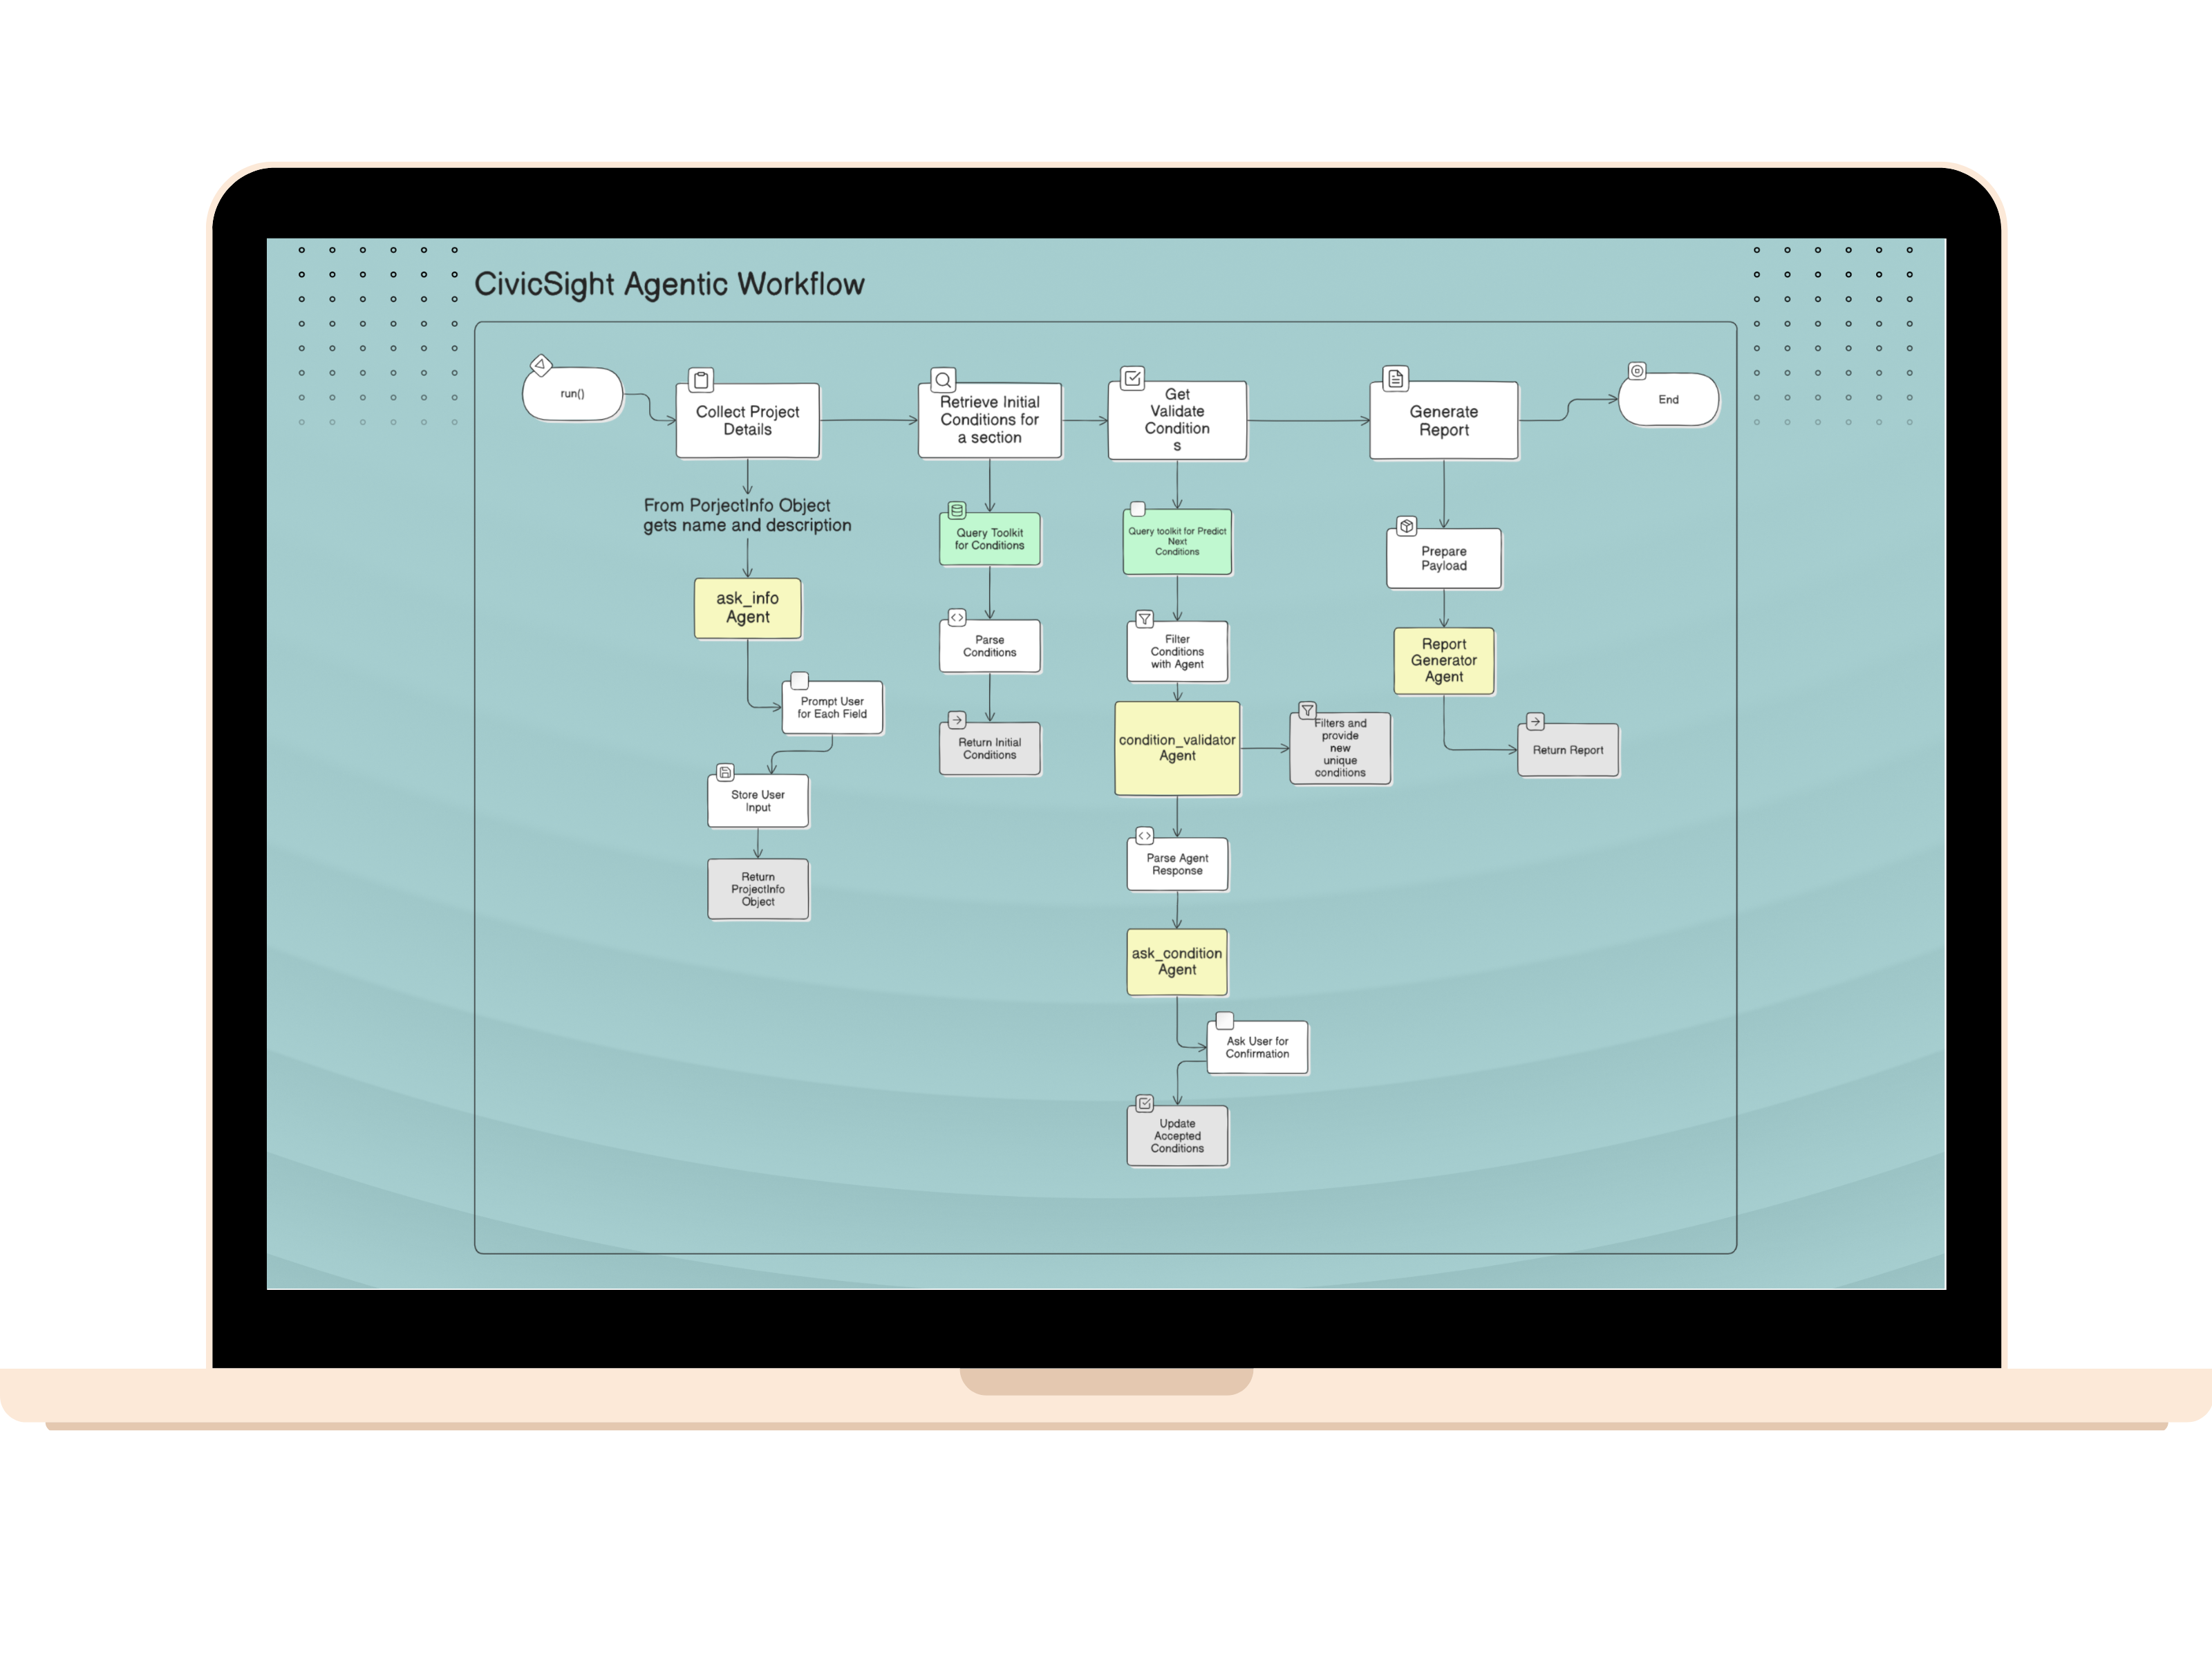 CivicSight Agentic Workflow
run()
Collect Project
Details
Retrieve Initial
Conditions for
a section
Get
Validate
Condition
s
Generate
Report
End
From PorjectInfo Object
gets name and description
ask_info
Agent
Prompt User
for Each Field
Store User
Input
Return
ProjectInfo
Object
Query Toolkit
for Conditions
Parse
Conditions
Return Initial
Conditions
Query toolkit for Predict
Next
Conditions
Filter
Conditions
with Agent
condition_validator
Agent
Filters and
provide
new
unique
conditions
Parse Agent
Response
ask_condition
Agent
Ask User for
Confirmation
Update
Accepted
Conditions
Prepare
Payload
Report
Generator
Agent
Return Report